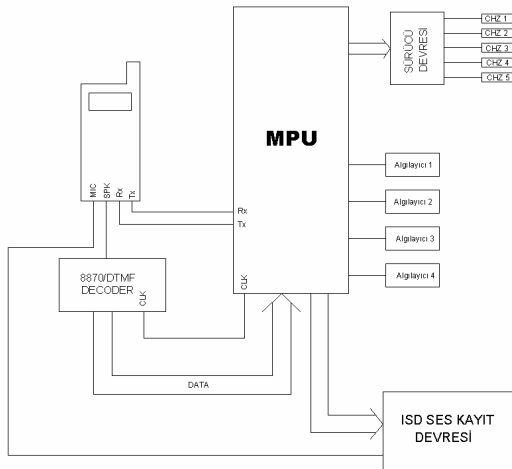 SÜRÜCÜ
DEVRESİ
CHZ 1
CHZ 2
CHZ 3
CHZ 4
CHZ 5
MPU
Algılayıcı 1
Algılayıcı 2
Algılayıcı 3
Algılayıcı 4
MIC
SPK
Rx
Tx
Rx
Tx
CLK
8870/DTMF
DECODER
CLK
DATA
ISD SES KAYIT
DEVRESİ